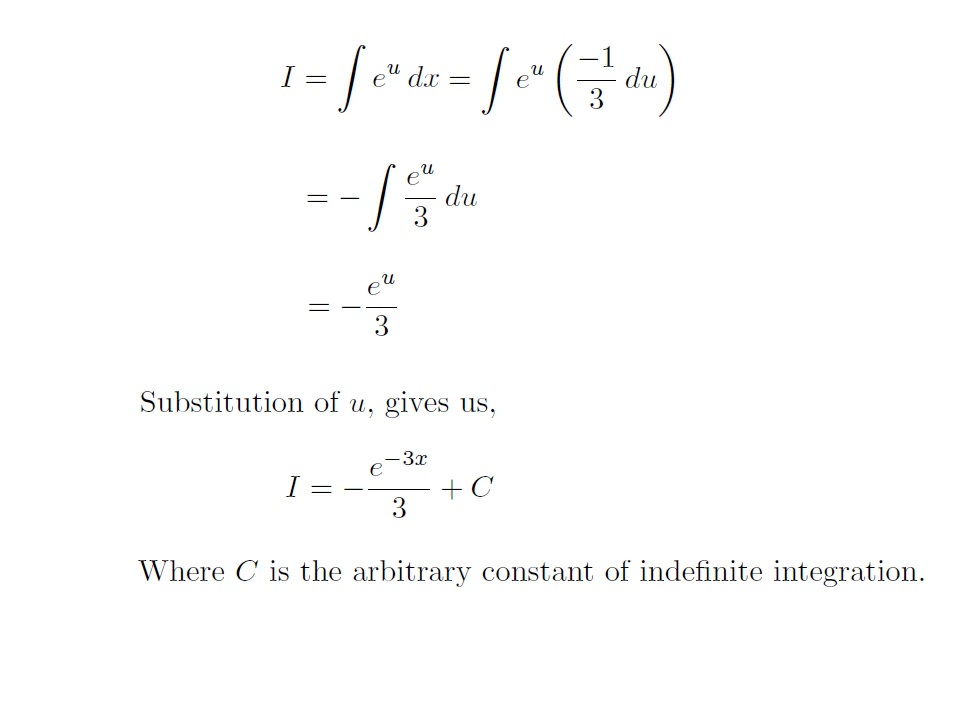 I = ∫ e^u dx = ∫ e^u (−1/3 du)
= − ∫ e^u/3 du
= − e^u/3
Substitution of u, gives us,
I = − e^{−3x}/3 + C
Where C is the arbitrary constant of indefinite integration.